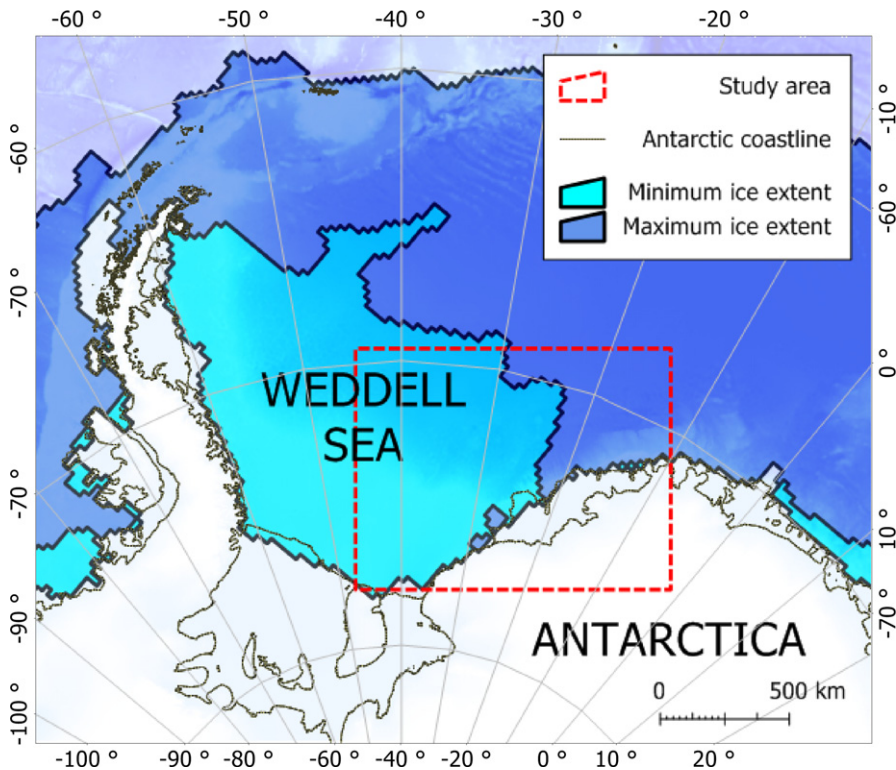 -60 ° -50 ° -40 ° -30 ° -20 °
-10 °
-60 °
-60 °
-70 °
0 °
-70 °
10 °
-90 °
-70 °
-100 °
Study area
Antarctic coastline
Minimum ice extent
Maximum ice extent
WEDDELL
SEA
ANTARCTICA
0 500 km
-100 ° -90 ° -60 ° -40 ° -20 ° 0 ° 10 ° 20 °